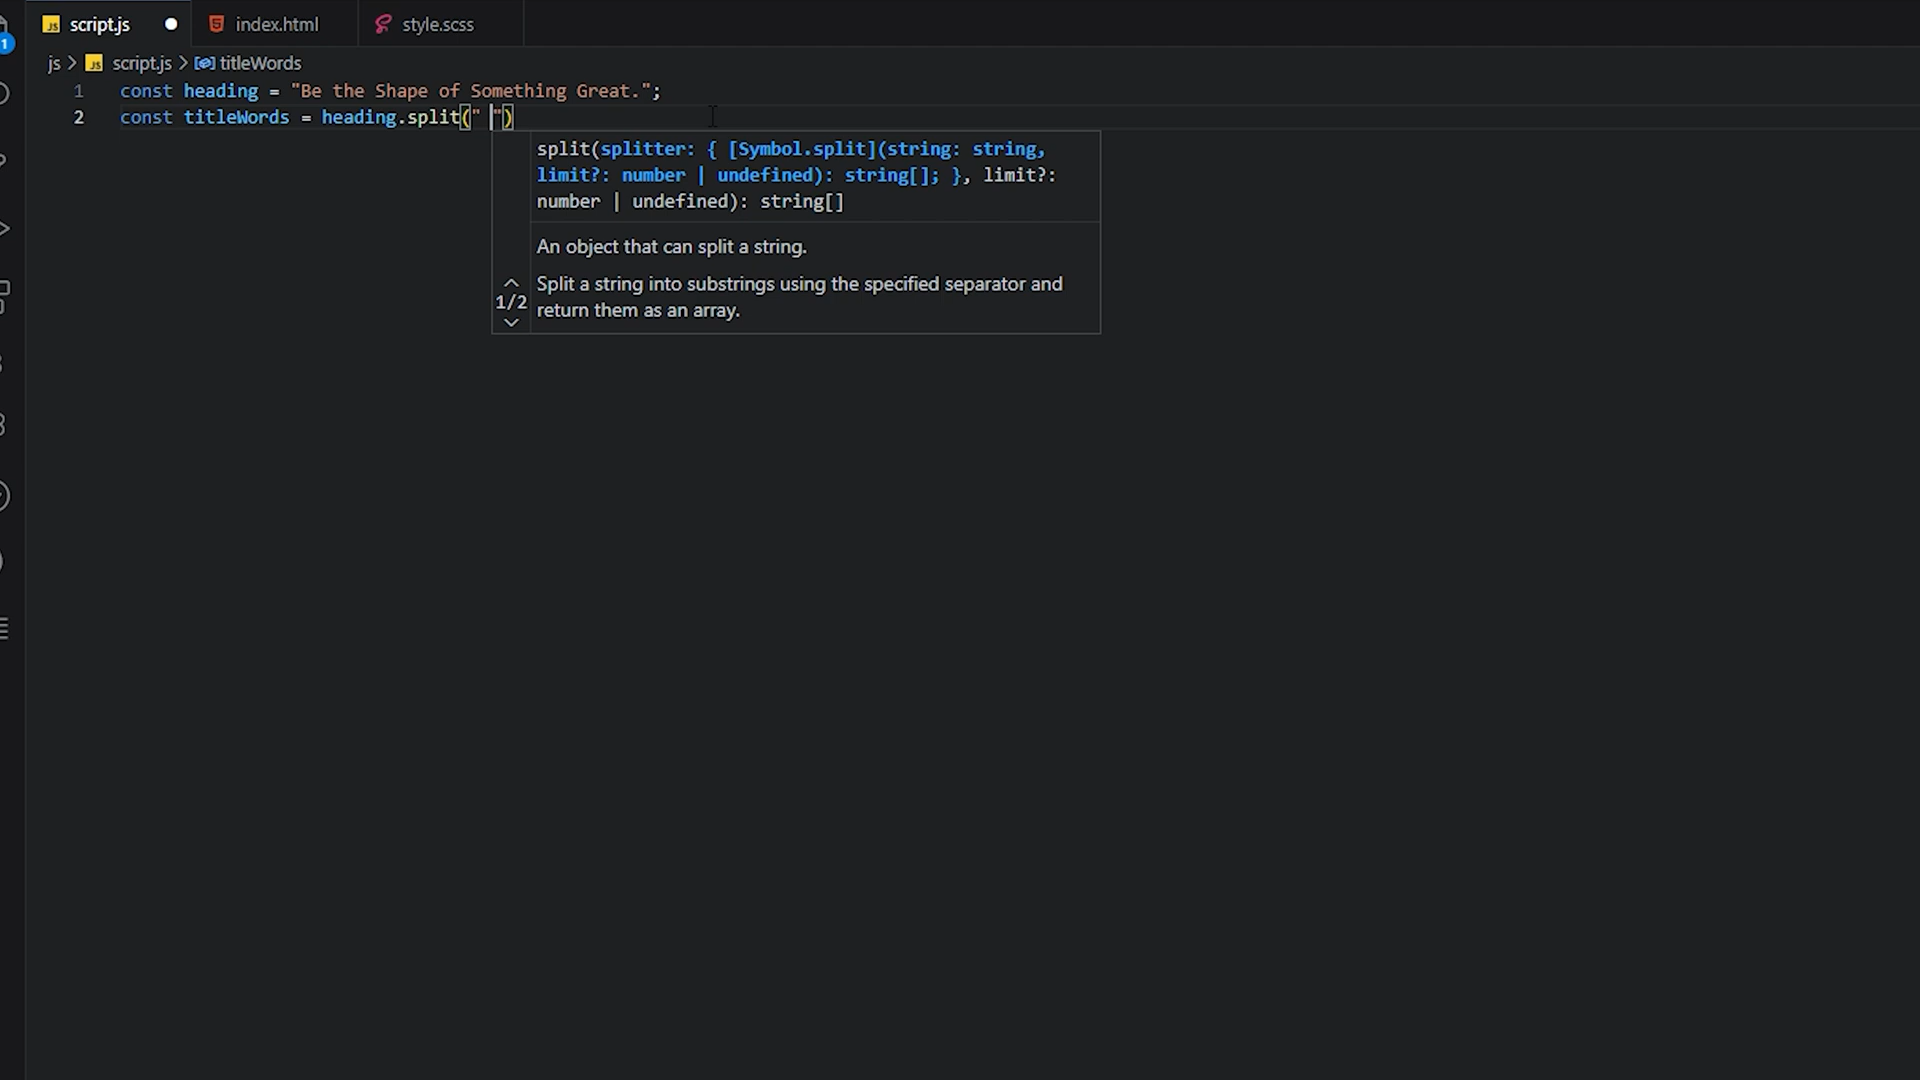 script.js
index.html
style.scss
1
js > script.js > titleWords
1 const heading = "Be the Shape of Something Great.";
2 const titleWords = heading.split(" ")
split(splitter: { [Symbol.split](string: string,
limit?: number | undefined): string[]; }, limit?:
number | undefined): string[]
An object that can split a string.
1/2
Split a string into substrings using the specified separator and
return them as an array.